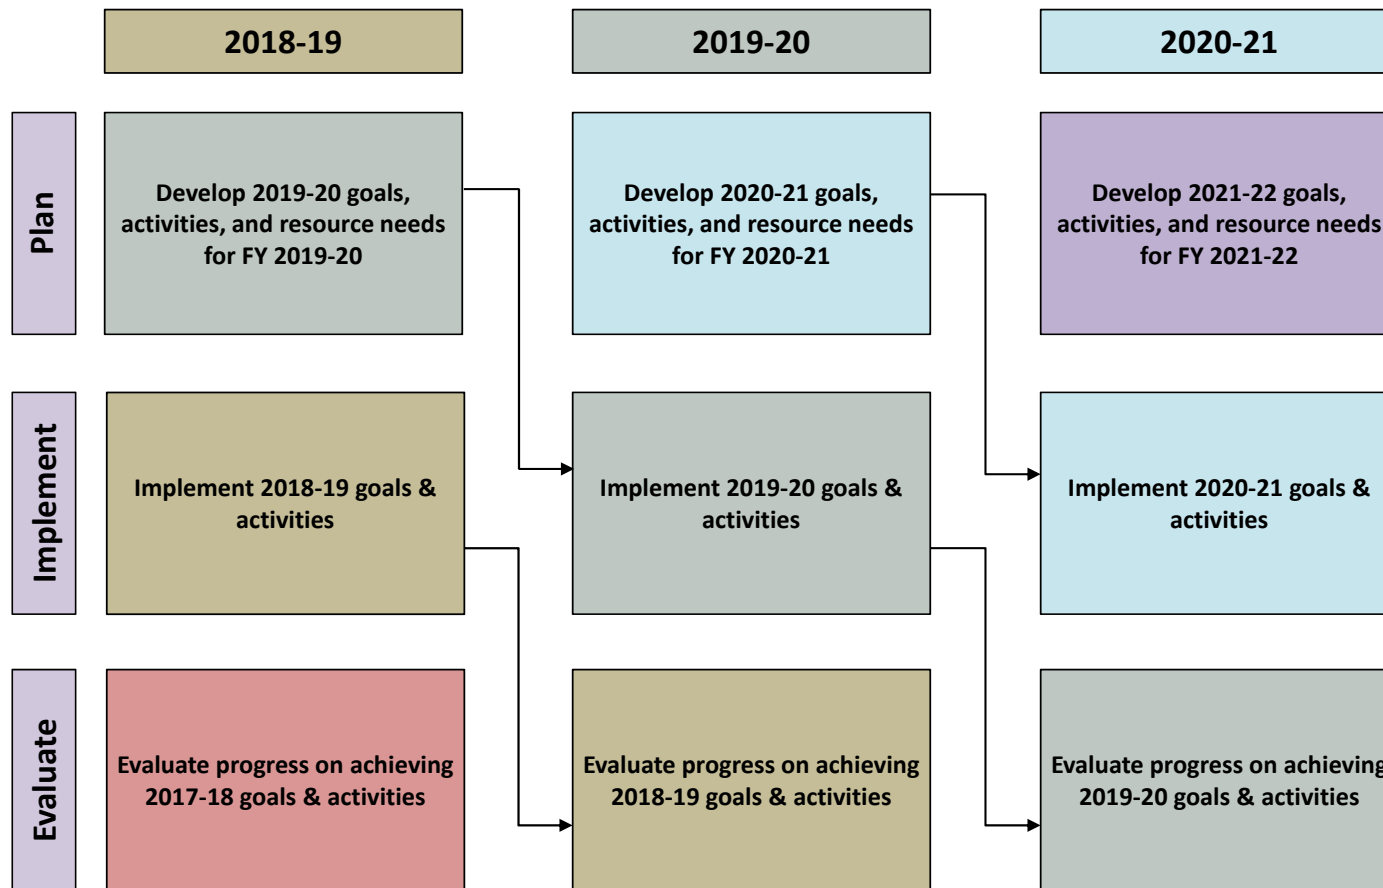 2018-19
2019-20
2020-21
Plan
Develop 2019-20 goals,
activities, and resource needs
for FY 2019-20
Develop 2020-21 goals,
activities, and resource needs
for FY 2020-21
Develop 2021-22 goals,
activities, and resource needs
for FY 2021-22
Implement
Implement 2018-19 goals &
activities
Implement 2019-20 goals &
activities
Implement 2020-21 goals &
activities
Evaluate
Evaluate progress on achieving
2017-18 goals & activities
Evaluate progress on achieving
2018-19 goals & activities
Evaluate progress on achieving
2019-20 goals & activities